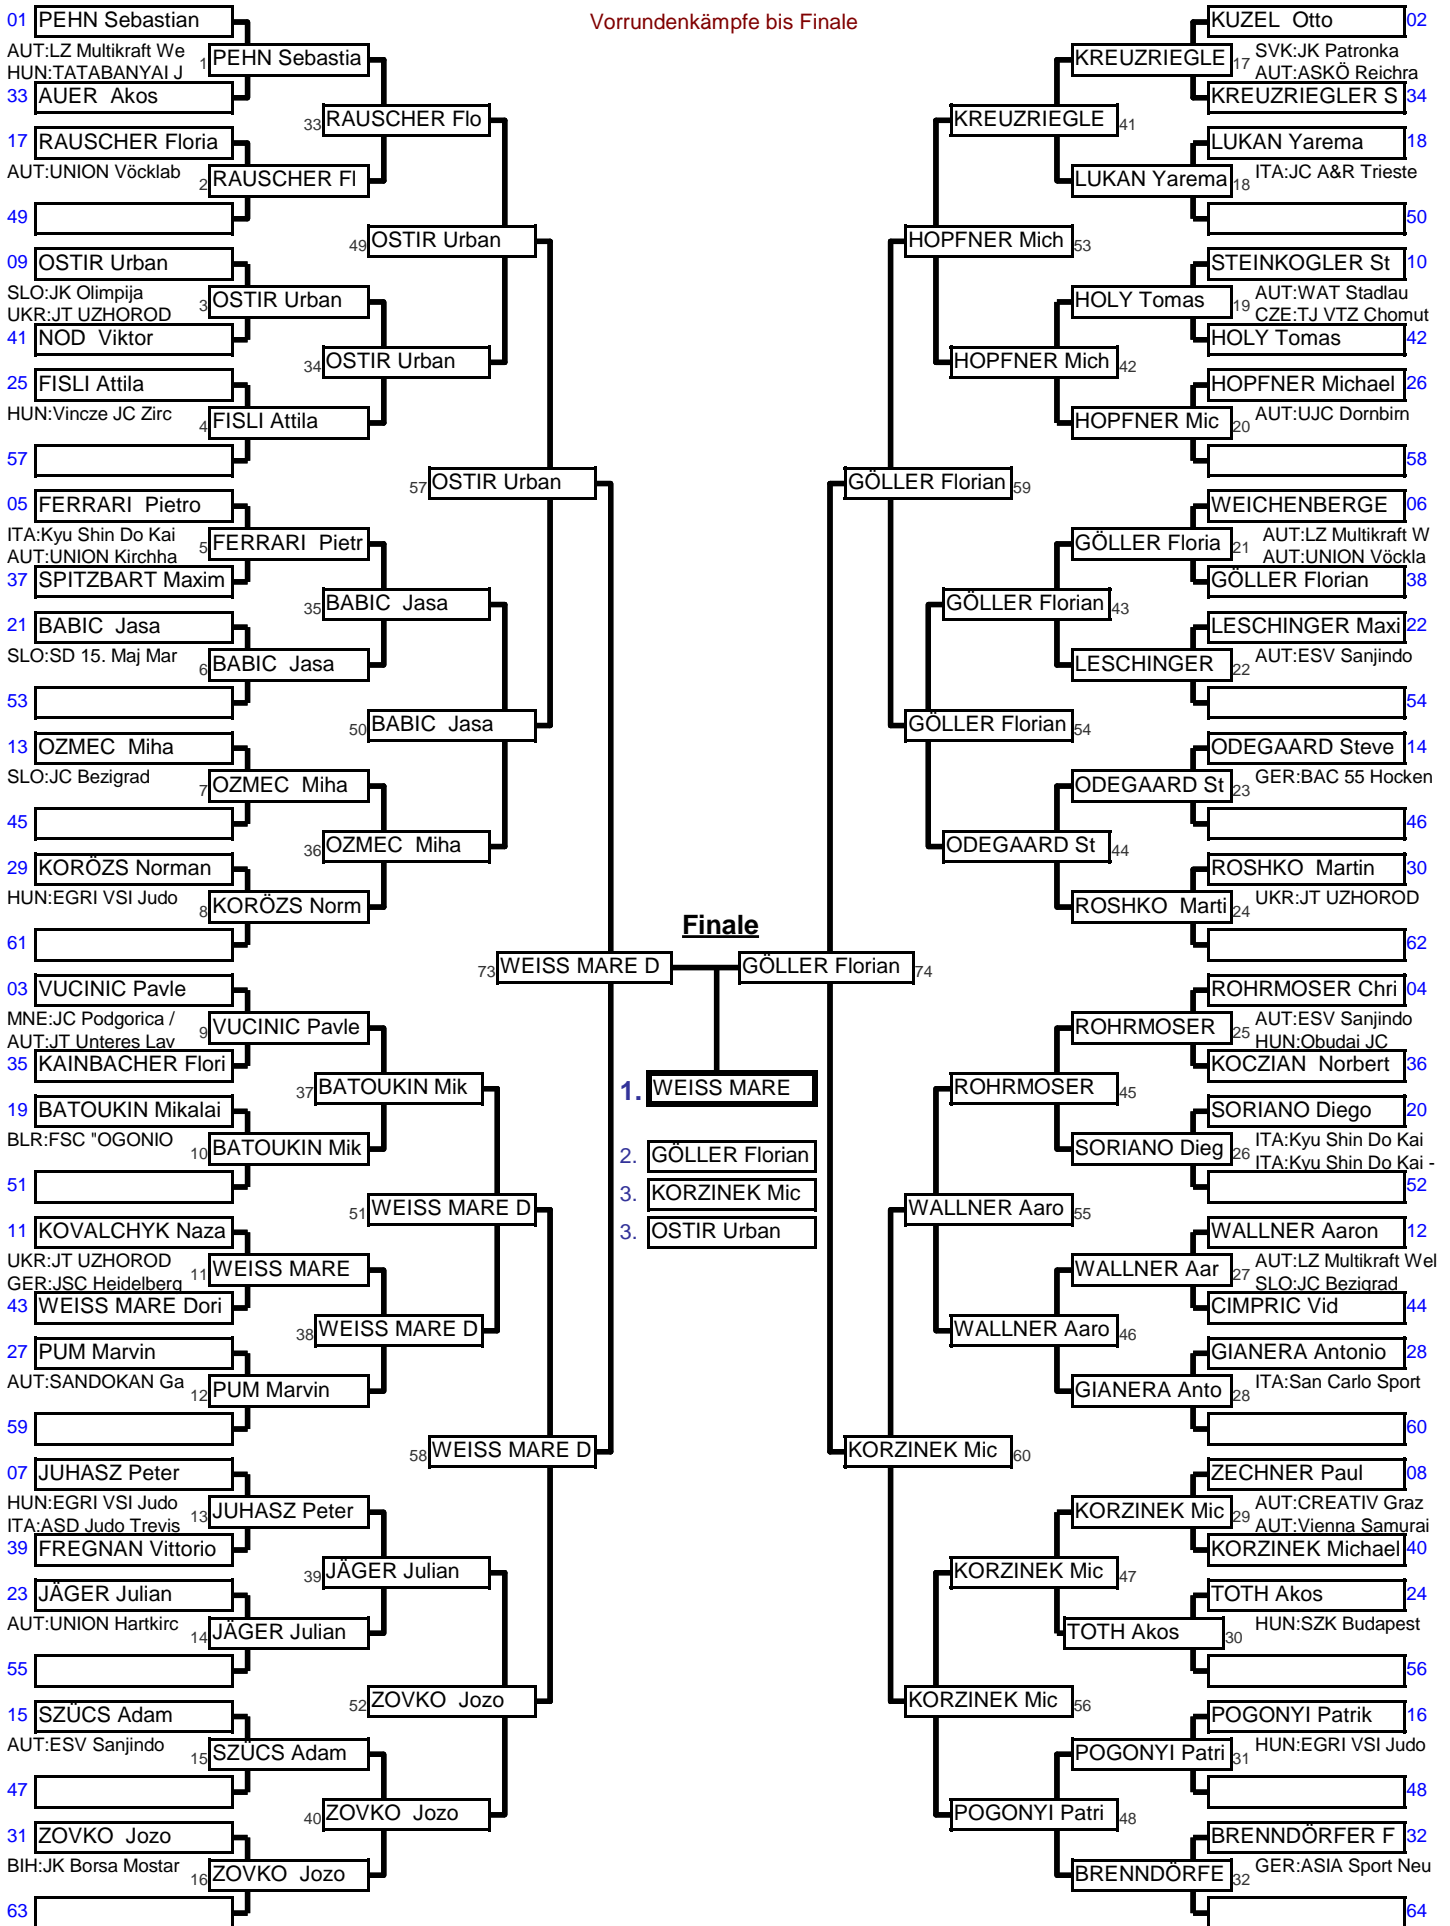 Vorrundenkämpfe bis Finale
01 PEHN Sebastian
AUT:LZ Multikraft We
HUN:TATABANYAI J
1 PEHN Sebastia
33 AUER Akos
33 RAUSCHER Flo
17 RAUSCHER Floria
AUT:UNION Vöcklab
2 RAUSCHER Fl
49
49 OSTIR Urban
09 OSTIR Urban
SLO:JK Olimpija
UKR:JT UZHOROD
3 OSTIR Urban
41 NOD Viktor
34 OSTIR Urban
25 FISLI Attila
HUN:Vincze JC Zirc
4 FISLI Attila
57
57 OSTIR Urban
05 FERRARI Pietro
ITA:Kyu Shin Do Kai
AUT:UNION Kirchha
5 FERRARI Pietr
37 SPITZBART Maxim
35 BABIC Jasa
21 BABIC Jasa
SLO:SD 15. Maj Mar
6 BABIC Jasa
53
50 BABIC Jasa
13 OZMEC Miha
SLO:JC Bezigrad
7 OZMEC Miha
45
36 OZMEC Miha
29 KORÖZS Norman
HUN:EGRI VSI Judo
8 KORÖZS Norm
61
73 WEISS MARE D
03 VUCINIC Pavle
MNE:JC Podgorica /
AUT:JT Unteres Lav
9 VUCINIC Pavle
35 KAINBACHER Flori
37 BATOUKIN Mik
19 BATOUKIN Mikalai
BLR:FSC "OGONIO
10 BATOUKIN Mik
51
51 WEISS MARE D
11 KOVALCHYK Naza
UKR:JT UZHOROD
GER:JSC Heidelberg
11 WEISS MARE
43 WEISS MARE Dori
38 WEISS MARE D
27 PUM Marvin
AUT:SANDOKAN Ga
12 PUM Marvin
59
58 WEISS MARE D
07 JUHASZ Peter
HUN:EGRI VSI Judo
ITA:ASD Judo Trevis
13 JUHASZ Peter
39 FREGNAN Vittorio
39 JÄGER Julian
23 JÄGER Julian
AUT:UNION Hartkirc
14 JÄGER Julian
55
52 ZOVKO Jozo
15 SZÜCS Adam
AUT:ESV Sanjindo
15 SZÜCS Adam
47
40 ZOVKO Jozo
31 ZOVKO Jozo
BIH:JK Borsa Mostar
16 ZOVKO Jozo
63
Finale
1. WEISS MARE
2. GÖLLER Florian
3. KORZINEK Mic
3. OSTIR Urban
KUZEL Otto 02
SVK:JK Patronka
AUT:ASKÖ Reichra
KREUZRIEGLE 17
KREUZRIEGLER S 34
KREUZRIEGLE 41
LUKAN Yarema 18
ITA:JC A&R Trieste
LUKAN Yarema 18
50
HOPFNER Mich 53
STEINKOGLER St 10
AUT:WAT Stadlau
CZE:TJ VTZ Chomut
HOLY Tomas 19
HOLY Tomas 42
HOPFNER Mich 42
HOPFNER Michael 26
AUT:UJC Dornbirn
HOPFNER Mic 20
58
GÖLLER Florian 59
WEICHENBERGE 06
AUT:LZ Multikraft W
AUT:UNION Vöckla
GÖLLER Floria 21
GÖLLER Florian 38
GÖLLER Florian 43
LESCHINGER Maxi 22
AUT:ESV Sanjindo
LESCHINGER 22
54
GÖLLER Florian 54
ODEGAARD Steve 14
GER:BAC 55 Hocken
ODEGAARD St 23
46
ODEGAARD St 44
ROSHKO Martin 30
UKR:JT UZHOROD
ROSHKO Marti 24
62
GÖLLER Florian 74
ROHRMOSER Chri 04
AUT:ESV Sanjindo
HUN:Obudai JC
ROHRMOSER 25
KOCZIAN Norbert 36
ROHRMOSER 45
SORIANO Diego 20
ITA:Kyu Shin Do Kai
ITA:Kyu Shin Do Kai -
SORIANO Dieg 26
52
WALLNER Aaro 55
WALLNER Aaron 12
AUT:LZ Multikraft Wel
SLO:JC Bezigrad
WALLNER Aar 27
CIMPRIC Vid 44
WALLNER Aaro 46
GIANERA Antonio 28
ITA:San Carlo Sport
GIANERA Anto 28
60
KORZINEK Mic 60
ZECHNER Paul 08
AUT:CREATIV Graz
AUT:Vienna Samurai
KORZINEK Mic 29
KORZINEK Michael 40
KORZINEK Mic 47
TOTH Akos 24
HUN:SZK Budapest
TOTH Akos 30
56
KORZINEK Mic 56
POGONYI Patrik 16
HUN:EGRI VSI Judo
POGONYI Patri 31
48
POGONYI Patri 48
BRENNDÖRFER F 32
GER:ASIA Sport Neu
BRENNDÖRFE 32
64